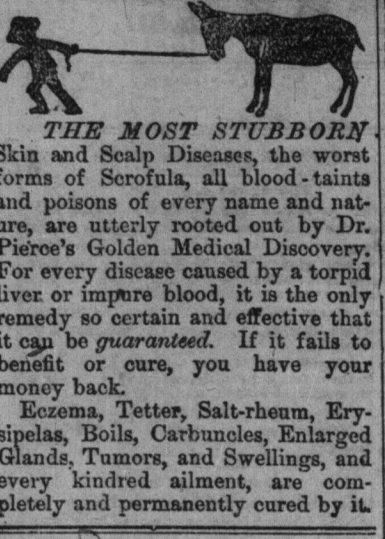 THE MOST STUBBORN
Skin and Scalp Diseases, the worst
forms of Scrofula, all blood-taints
and poisons of every name and nat-
ure, are utterly rooted out by Dr.
Pierce's Golden Medical Discovery.
For every disease caused by a torpid
liver or impure blood, it is the only
remedy so certain and effective that
it can be guaranteed. If it fails to
benefit or cure, you have your
money back.
Eczema, Tetter, Salt-rheum, Ery-
sipelas, Boils, Carbuncles, Enlarged
Glands, Tumors, and Swellings, and
every kindred ailment, are com-
pletely and permanently cured by it.